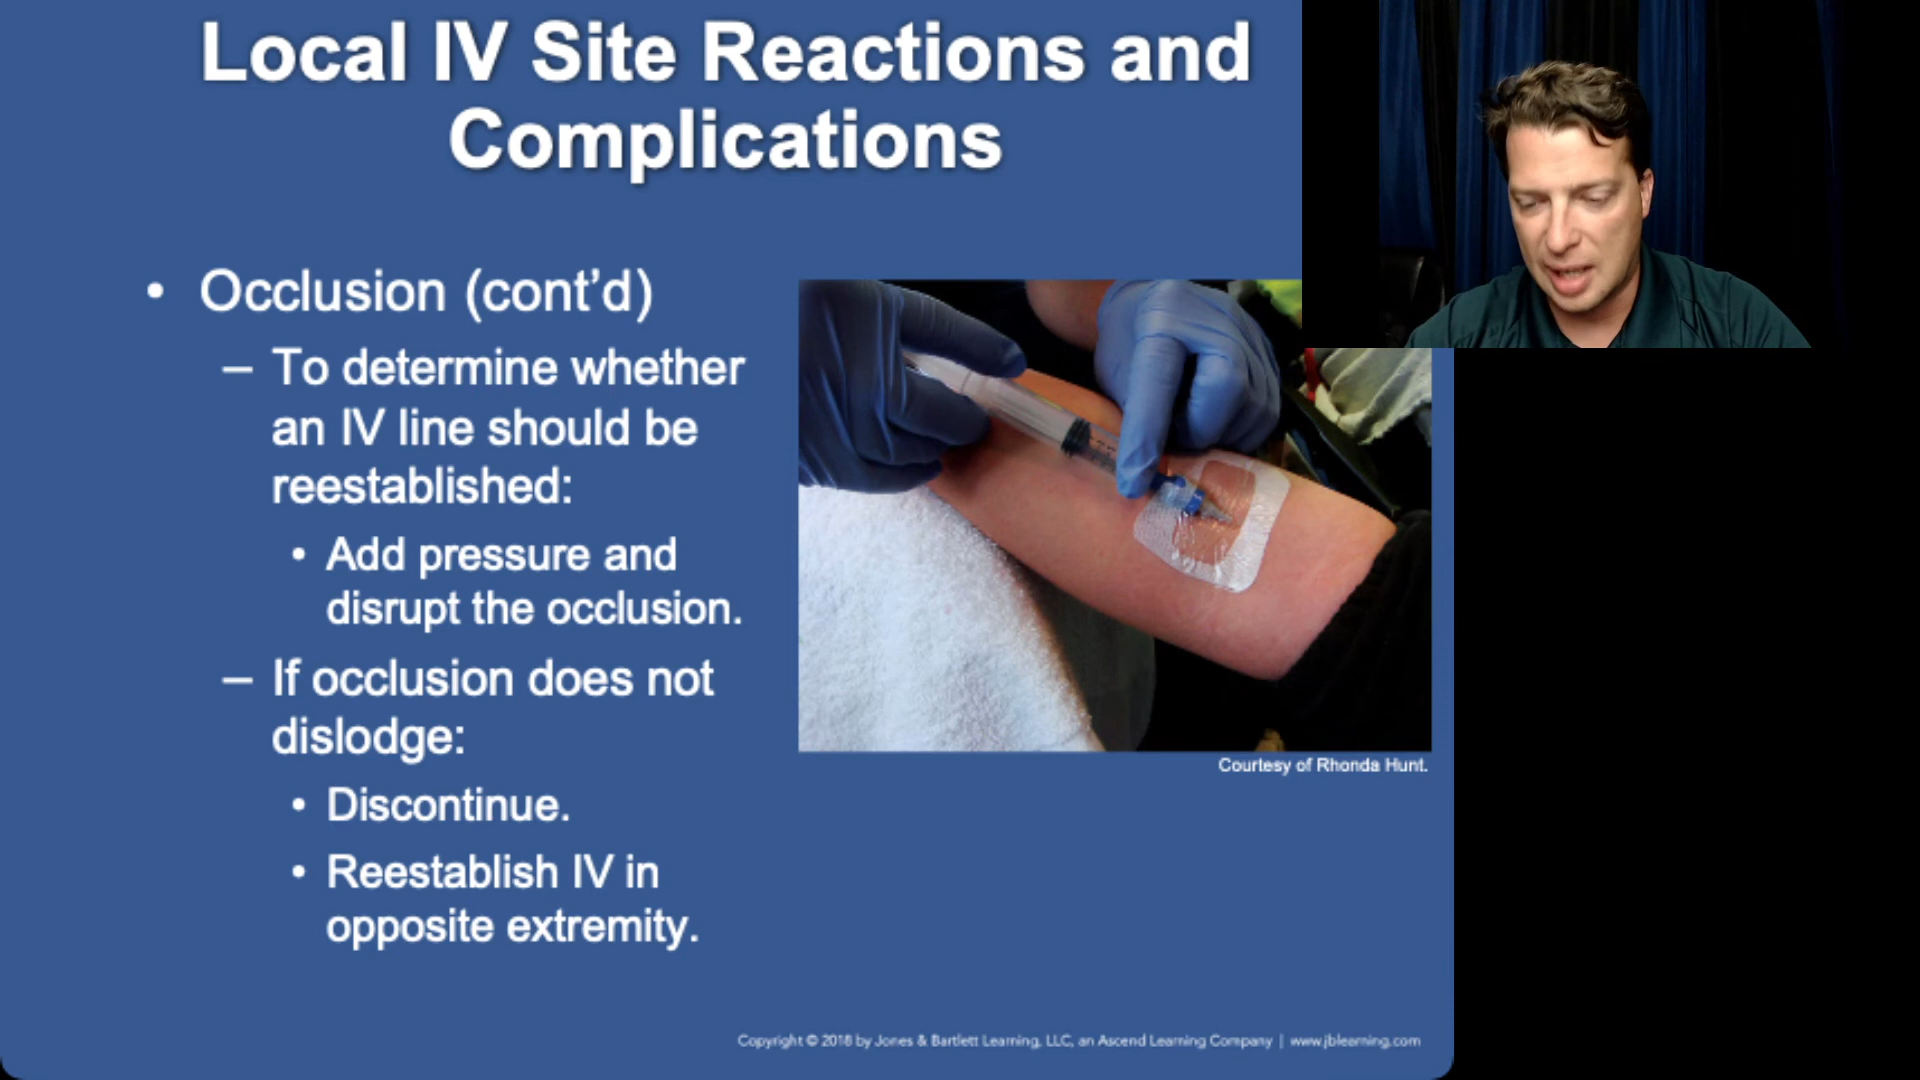 Local IV Site Reactions and
Complications
• Occlusion (cont’d)
– To determine whether
an IV line should be
reestablished:
• Add pressure and
disrupt the occlusion.
– If occlusion does not
dislodge:
• Discontinue.
• Reestablish IV in
opposite extremity.
Courtesy of Rhonda Hunt.
Copyright © 2018 by Jones & Bartlett Learning, LLC, an Ascend Learning Company | www.jblearning.com